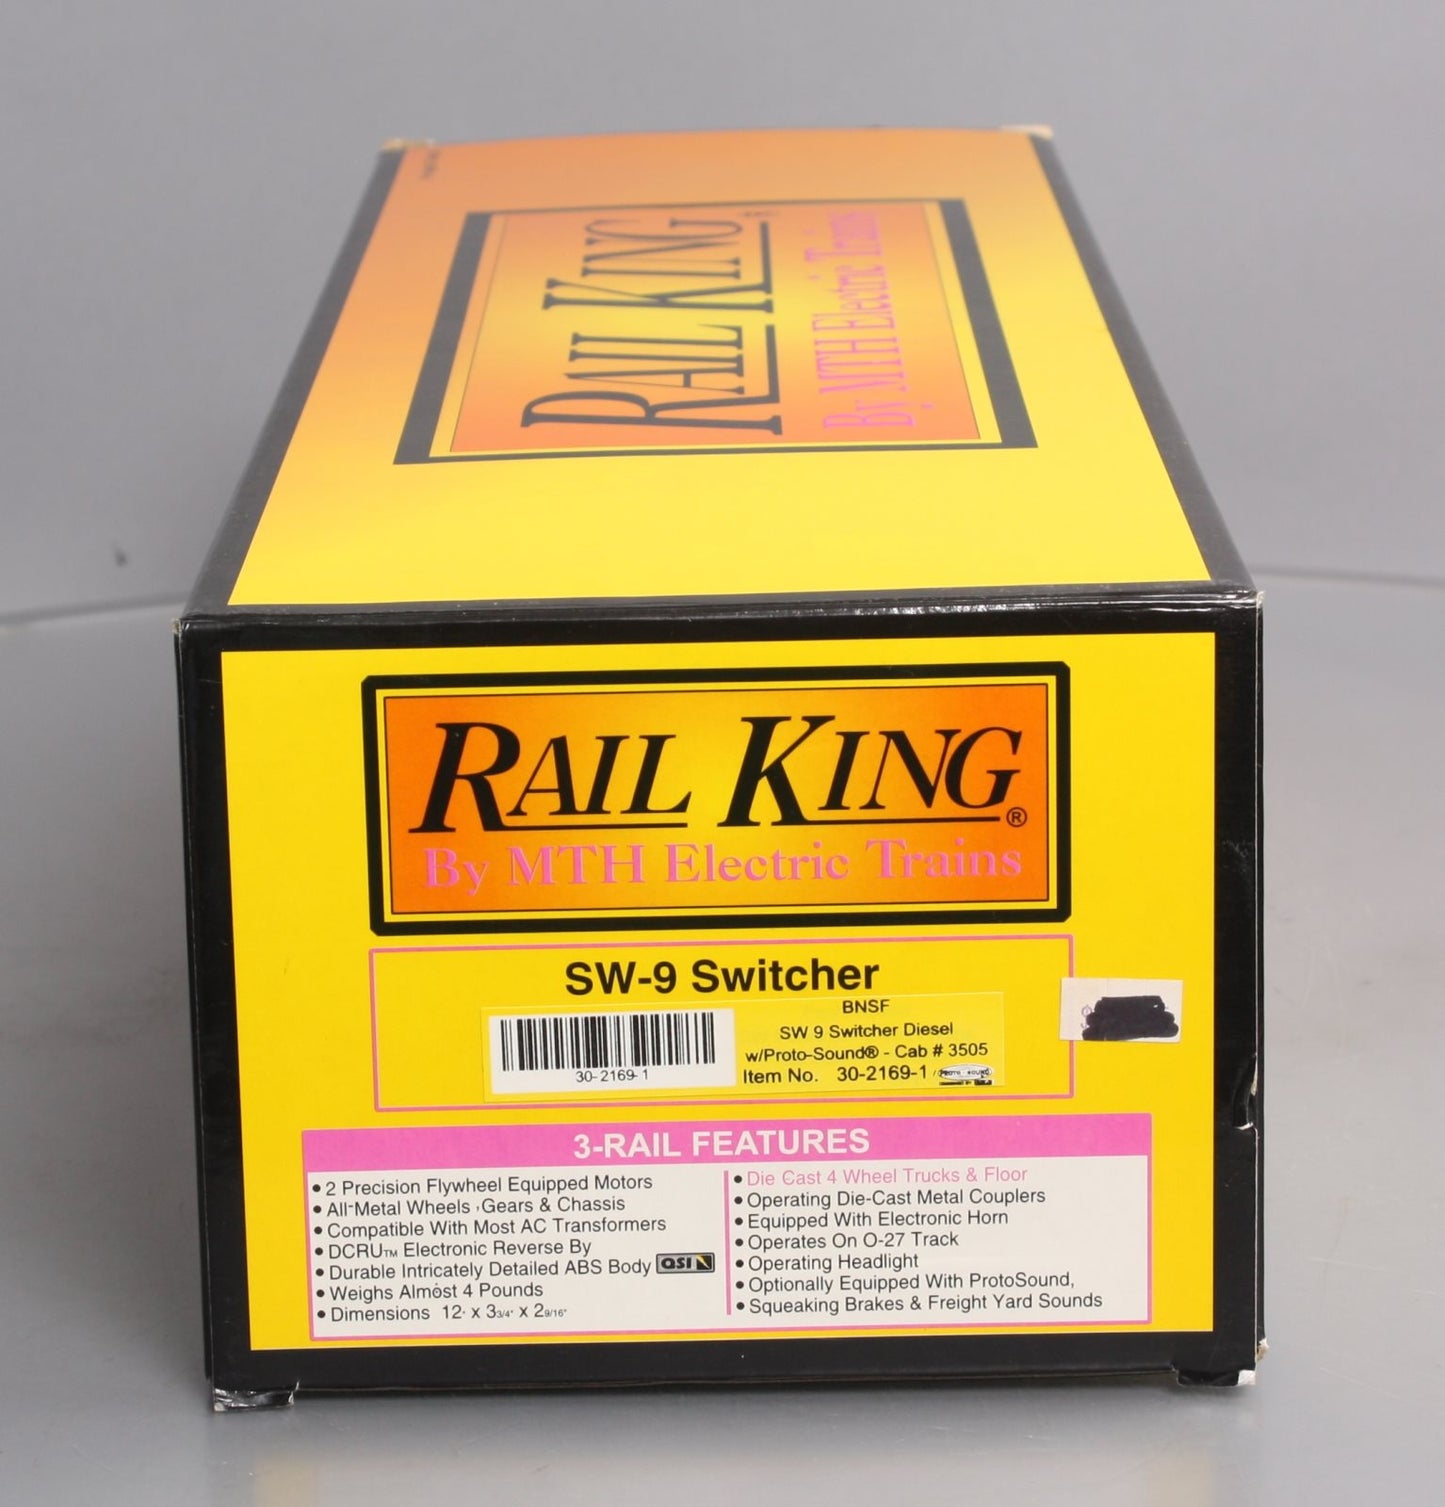 RAIL KING
By MTH Electric Trains
RAIL KING®
By MTH Electric Trains
SW-9 Switcher
BNSF
SW 9 Switcher Diesel
w/Proto-Sound® - Cab # 3505
Item No. 30-2169-1
PROTO-SOUND
30-2169-1
3-RAIL FEATURES
• 2 Precision Flywheel Equipped Motors
• All-Metal Wheels, Gears & Chassis
• Compatible With Most AC Transformers
• DCRU™ Electronic Reverse By
QSI
• Durable Intricately Detailed ABS Body
• Weighs Almost 4 Pounds
• Dimensions 12" x 3 3/4" x 2 9/16"
• Die Cast 4 Wheel Trucks & Floor
• Operating Die-Cast Metal Couplers
• Equipped With Electronic Horn
• Operates On O-27 Track
• Operating Headlight
• Optionally Equipped With ProtoSound,
• Squeaking Brakes & Freight Yard Sounds